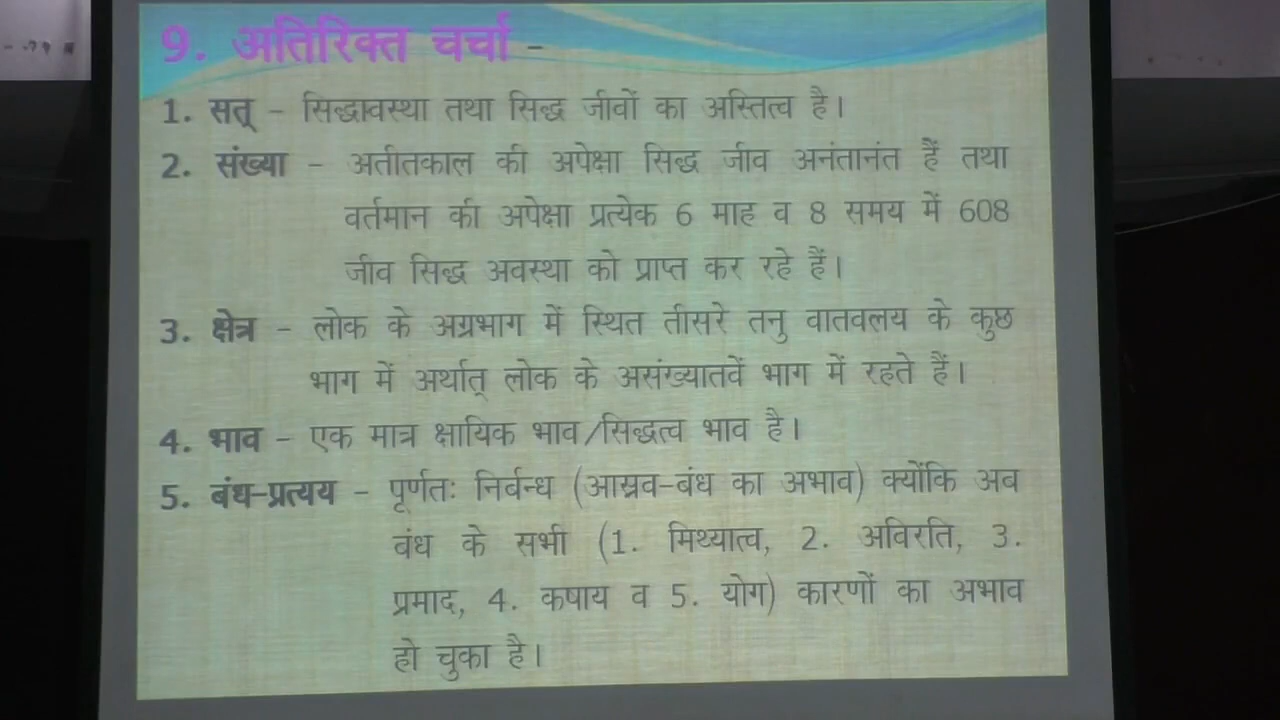 9. अतिरिक्त चर्चा -
1. सत् - सिद्धावस्था तथा सिद्ध जीवों का अस्तित्व है।
2. संख्या - अतीतकाल की अपेक्षा सिद्ध जीव अनंतानंत हैं तथा
वर्तमान की अपेक्षा प्रत्येक 6 माह व 8 समय में 608
जीव सिद्ध अवस्था को प्राप्त कर रहे हैं।
3. क्षेत्र - लोक के अग्रभाग में स्थित तीसरे तनु वातवलय के कुछ
भाग में अर्थात् लोक के असंख्यातवें भाग में रहते हैं।
4. भाव - एक मात्र क्षायिक भाव/सिद्धत्व भाव है।
5. बंध-प्रत्यय - पूर्णतः निर्बन्ध (आस्रव-बंध का अभाव) क्योंकि अब
बंध के सभी (1. मिथ्यात्व, 2. अविरति, 3.
प्रमाद, 4. कषाय व 5. योग) कारणों का अभाव
हो चुका है।